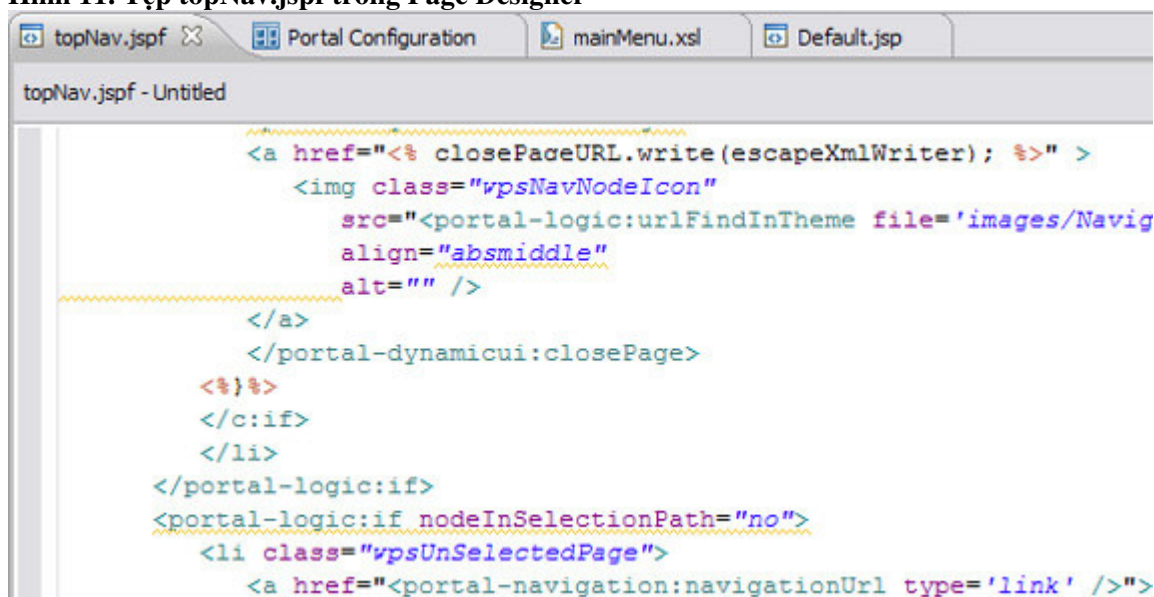 Hình 11. Tệp topNav.jspf trong Page Designer
topNav.jspf Portal Configuration mainMenu.xsl Default.jsp
topNav.jspf - Untitled
<a href="<% closePageURL.write(escapeXmlWriter); %>" >
<img class="wpsNavNodeIcon"
src="<portal-logic:urlFindInTheme file='images/Navig
align="absmiddle"
alt="" />
</a>
</portal-dynamicui:closePage>
<%}%>
</c:if>
</li>
</portal-logic:if>
<portal-logic:if nodeInSelectionPath="no">
<li class="wpsUnSelectedPage">
<a href="<portal-navigation:navigationUrl type='link' />">